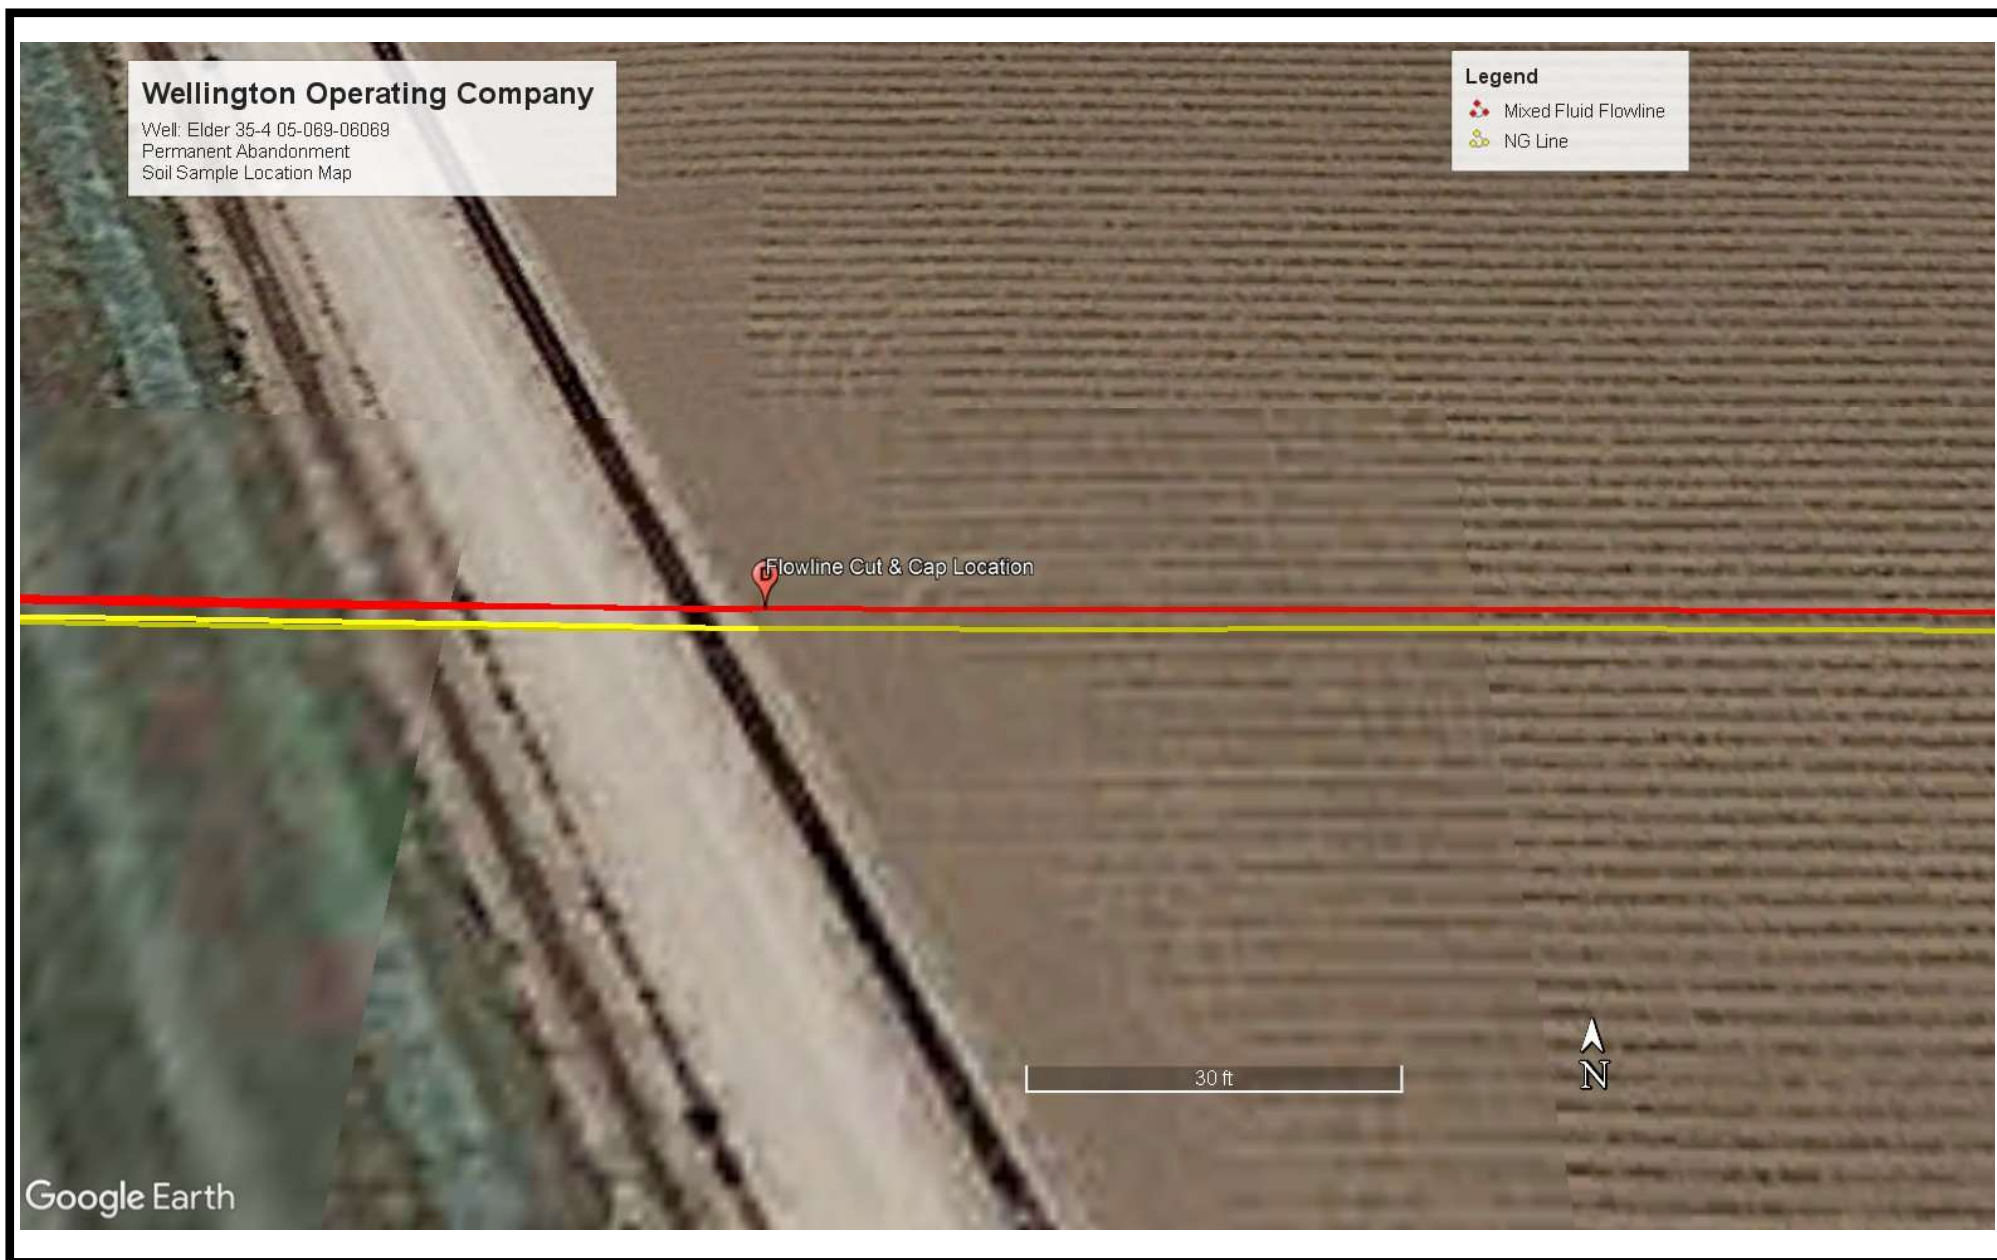 Wellington Operating Company
Well: Elder 35-4 05-069-06069
Permanent Abandonment
Soil Sample Location Map
Legend
Mixed Fluid Flowline
NG Line
D
Flowline Cut & Cap Location
30 ft
N
Google Earth